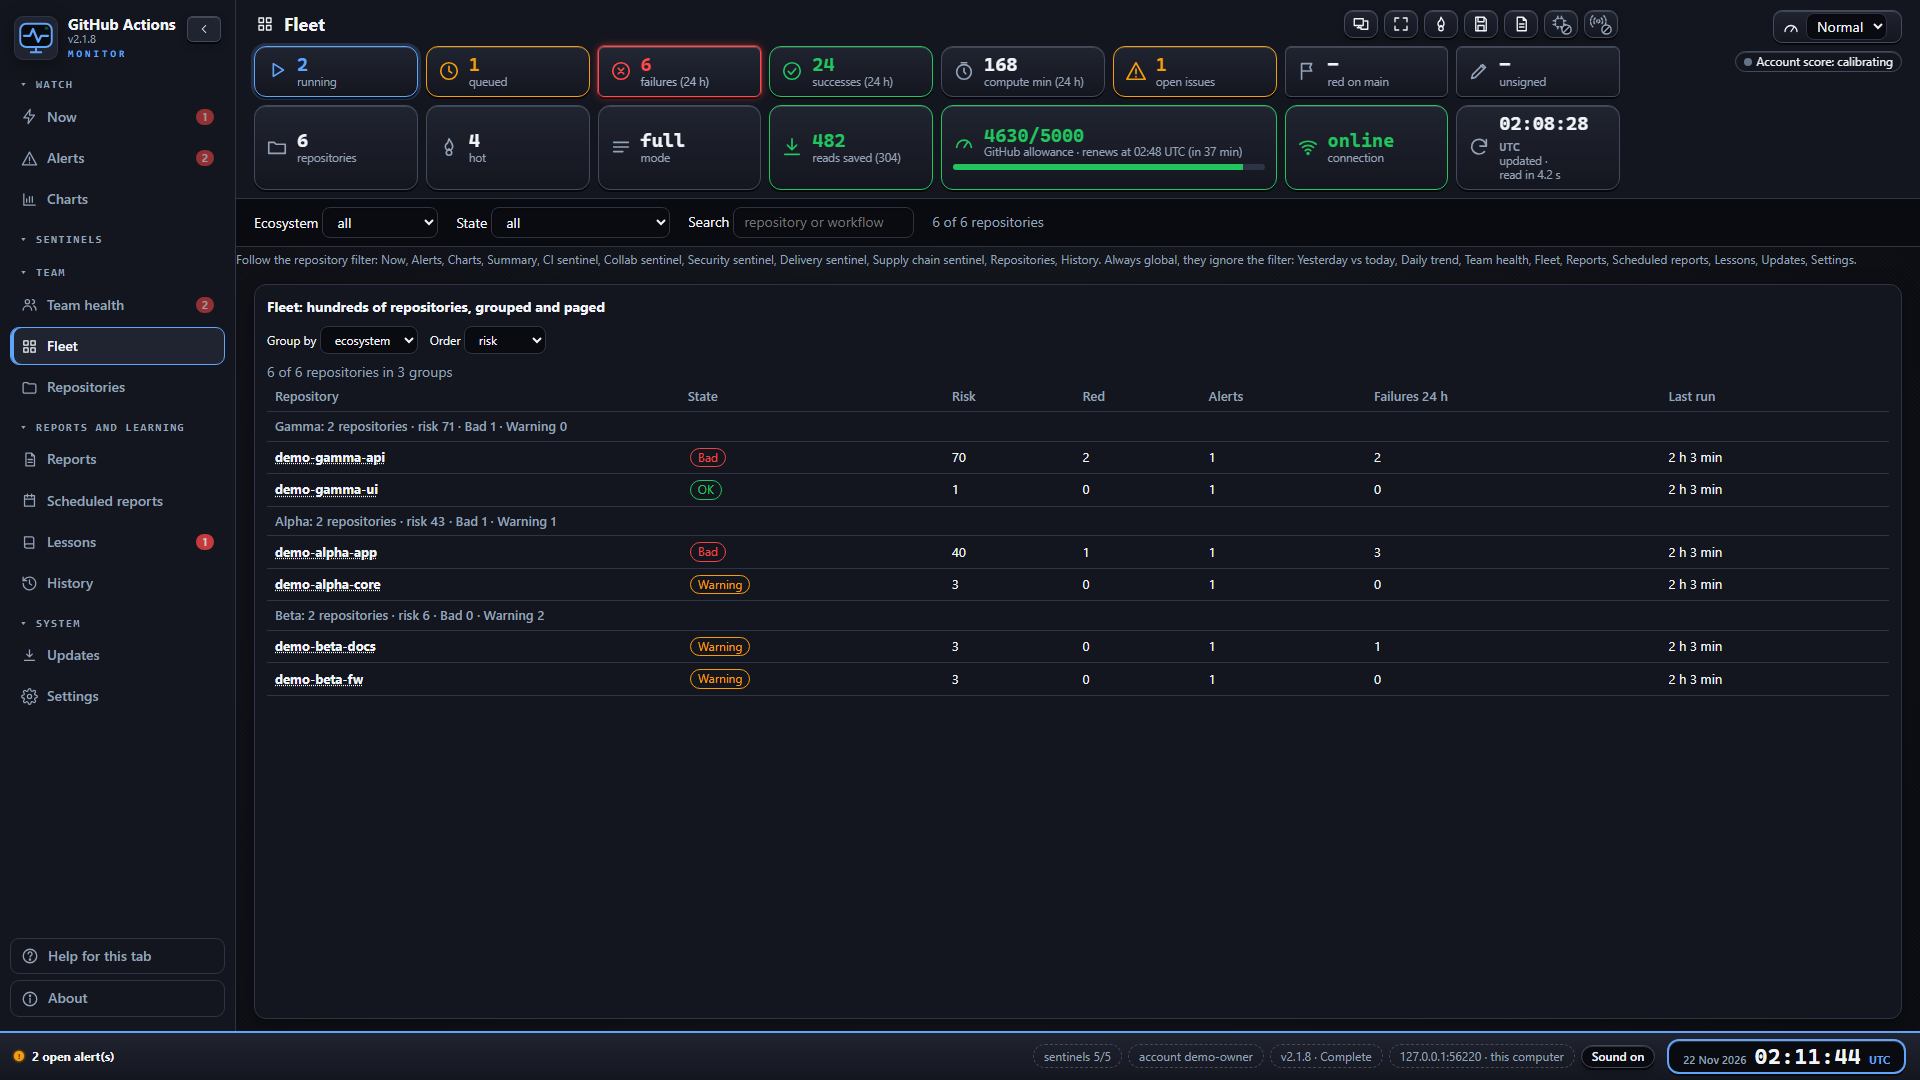 GitHub Actions
v2.1.8
MONITOR
WATCH
Now 1
Alerts 2
Charts
SENTINELS
TEAM
Team health 2
Fleet
Repositories
REPORTS AND LEARNING
Reports
Scheduled reports
Lessons 1
History
SYSTEM
Updates
Settings
Help for this tab
About
Fleet
Normal
Account score: calibrating
2
running
1
queued
6
failures (24 h)
24
successes (24 h)
168
compute min (24 h)
1
open issues
–
red on main
–
unsigned
6
repositories
4
hot
full
mode
482
reads saved (304)
4630/5000
GitHub allowance · renews at 02:48 UTC (in 37 min)
online
connection
02:08:28
UTC
updated ·
read in 4.2 s
Ecosystem all State all Search repository or workflow 6 of 6 repositories
Follow the repository filter: Now, Alerts, Charts, Summary, CI sentinel, Collab sentinel, Security sentinel, Delivery sentinel, Supply chain sentinel, Repositories, History. Always global, they ignore the filter: Yesterday vs today, Daily trend, Team health, Fleet, Reports, Scheduled reports, Lessons, Updates, Settings.
Fleet: hundreds of repositories, grouped and paged
Group by ecosystem Order risk
6 of 6 repositories in 3 groups
Repository State Risk Red Alerts Failures 24 h Last run
Gamma: 2 repositories · risk 71 · Bad 1 · Warning 0
demo-gamma-api Bad 70 2 1 2 2 h 3 min
demo-gamma-ui OK 1 0 1 0 2 h 3 min
Alpha: 2 repositories · risk 43 · Bad 1 · Warning 1
demo-alpha-app Bad 40 1 1 3 2 h 3 min
demo-alpha-core Warning 3 0 1 0 2 h 3 min
Beta: 2 repositories · risk 6 · Bad 0 · Warning 2
demo-beta-docs Warning 3 0 1 1 2 h 3 min
demo-beta-fw Warning 3 0 1 0 2 h 3 min
2 open alert(s)
sentinels 5/5
account demo-owner
v2.1.8 · Complete
127.0.0.1:56220 · this computer
Sound on
22 Nov 2026 02:11:44 UTC